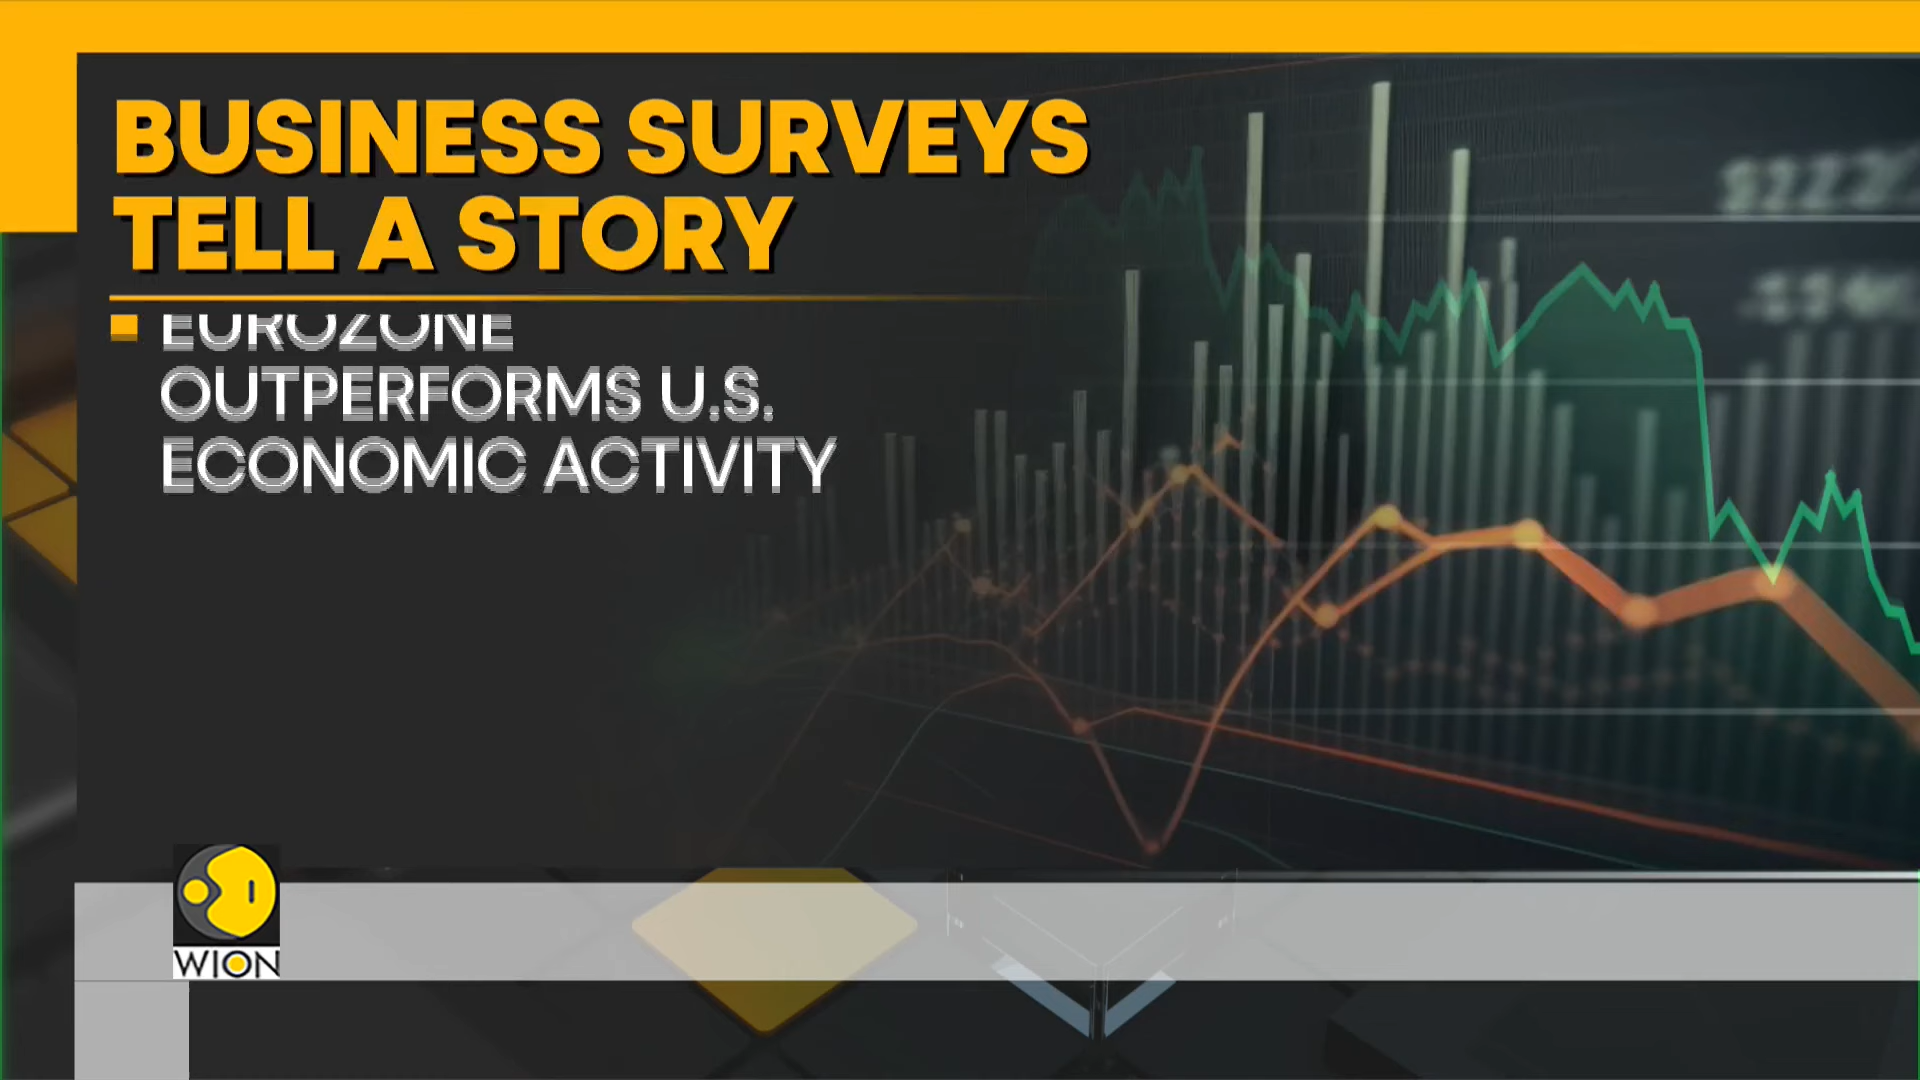 BUSINESS SURVEYS
TELL A STORY
EUROZONE
OUTPERFORMS U.S.
ECONOMIC ACTIVITY
WION